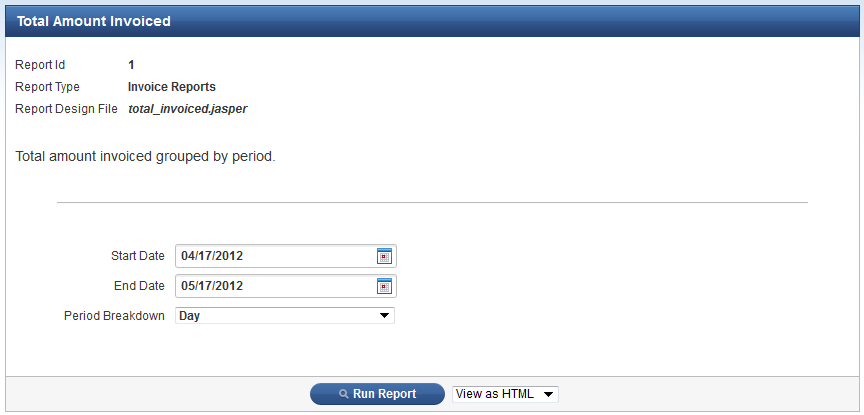 Total Amount Invoiced
Report Id 1
Report Type Invoice Reports
Report Design File total_invoiced.jasper
Total amount invoiced grouped by period.
Start Date 04/17/2012
End Date 05/17/2012
Period Breakdown Day
Run Report View as HTML